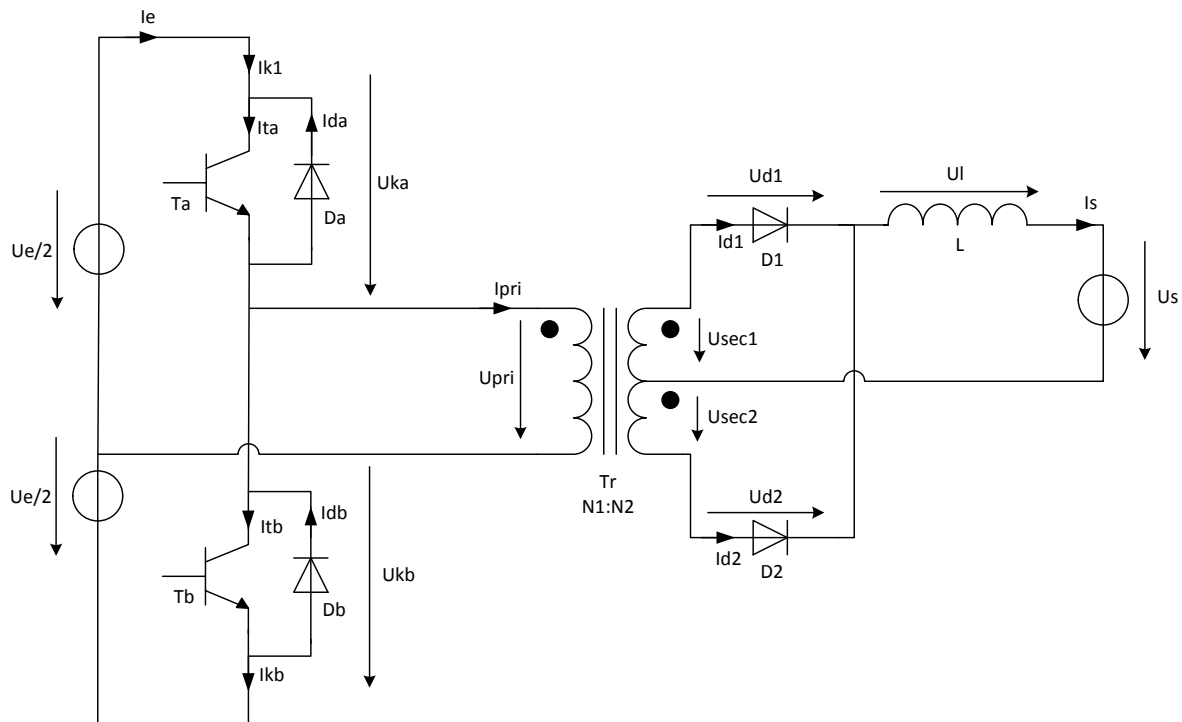 Ie
Ik1
Ita
Ida
Ta
Da
Uka
Ue/2
Ipri
Upri
Ud1
Id1
D1
Ul
L
Is
Us
Usec1
Usec2
Tr
N1:N2
Ud2
Id2
D2
Ue/2
Itb
Idb
Tb
Db
Ukb
Ikb